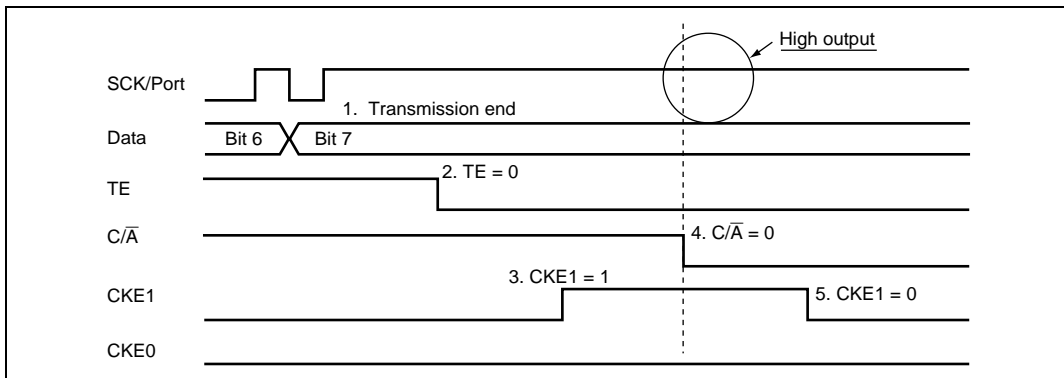 High output
SCK/Port
1. Transmission end
Data Bit 6 Bit 7
2. TE = 0
TE
C/A̅ 4. C/A̅ = 0
3. CKE1 = 1
CKE1 5. CKE1 = 0
CKE0